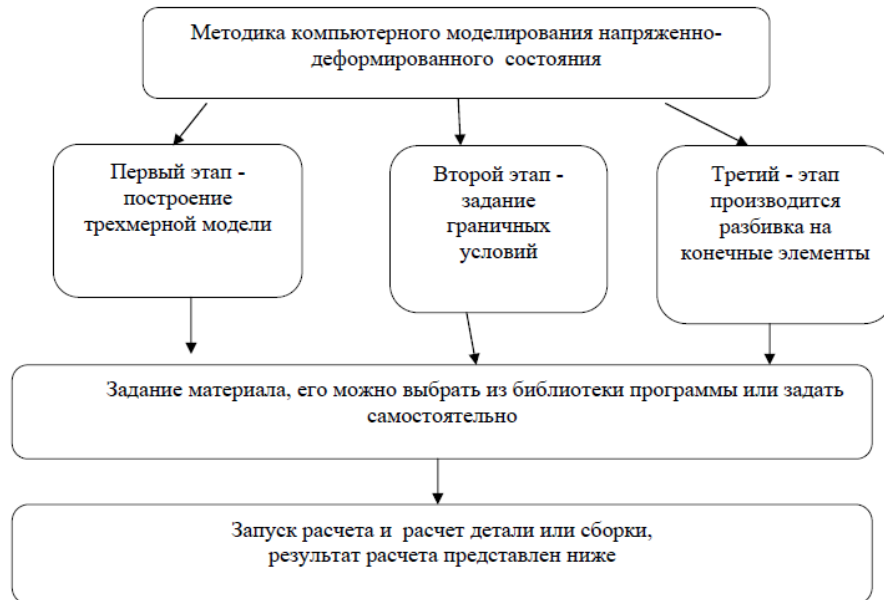 Методика компьютерного моделирования напряженно-
деформированного состояния
Первый этап -
построение
трехмерной модели
Второй этап -
задание
граничных
условий
Третий - этап
производится
разбивка на
конечные элементы
Задание материала, его можно выбрать из библиотеки программы или задать
самостоятельно
Запуск расчета и расчет детали или сборки,
результат расчета представлен ниже